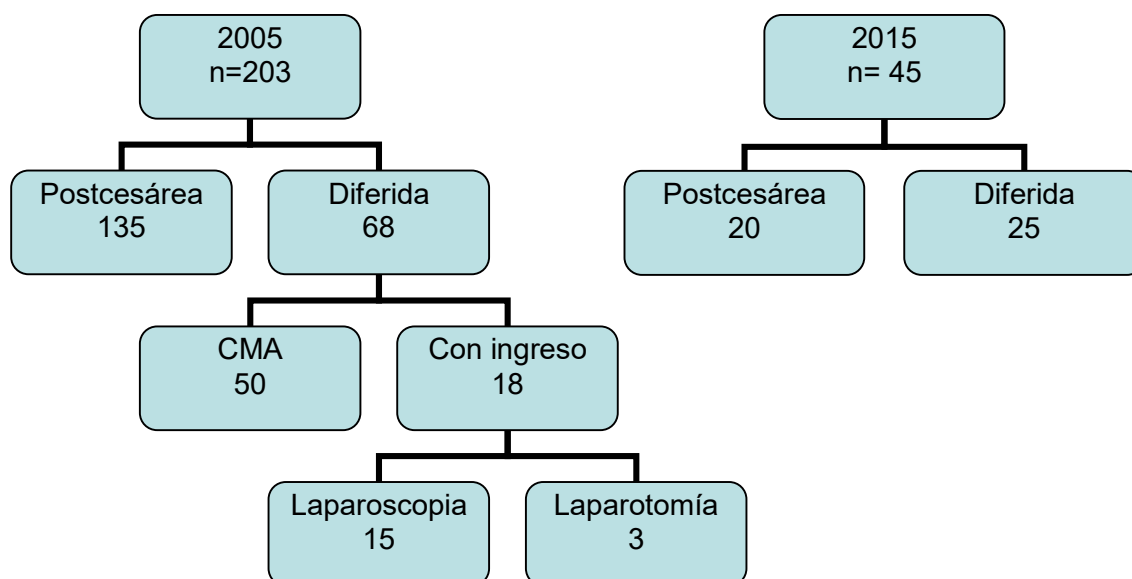 2005
n=203
2015
n= 45
Postcesárea
135
Diferida
68
Postcesárea
20
Diferida
25
CMA
50
Con ingreso
18
Laparoscopia
15
Laparotomía
3